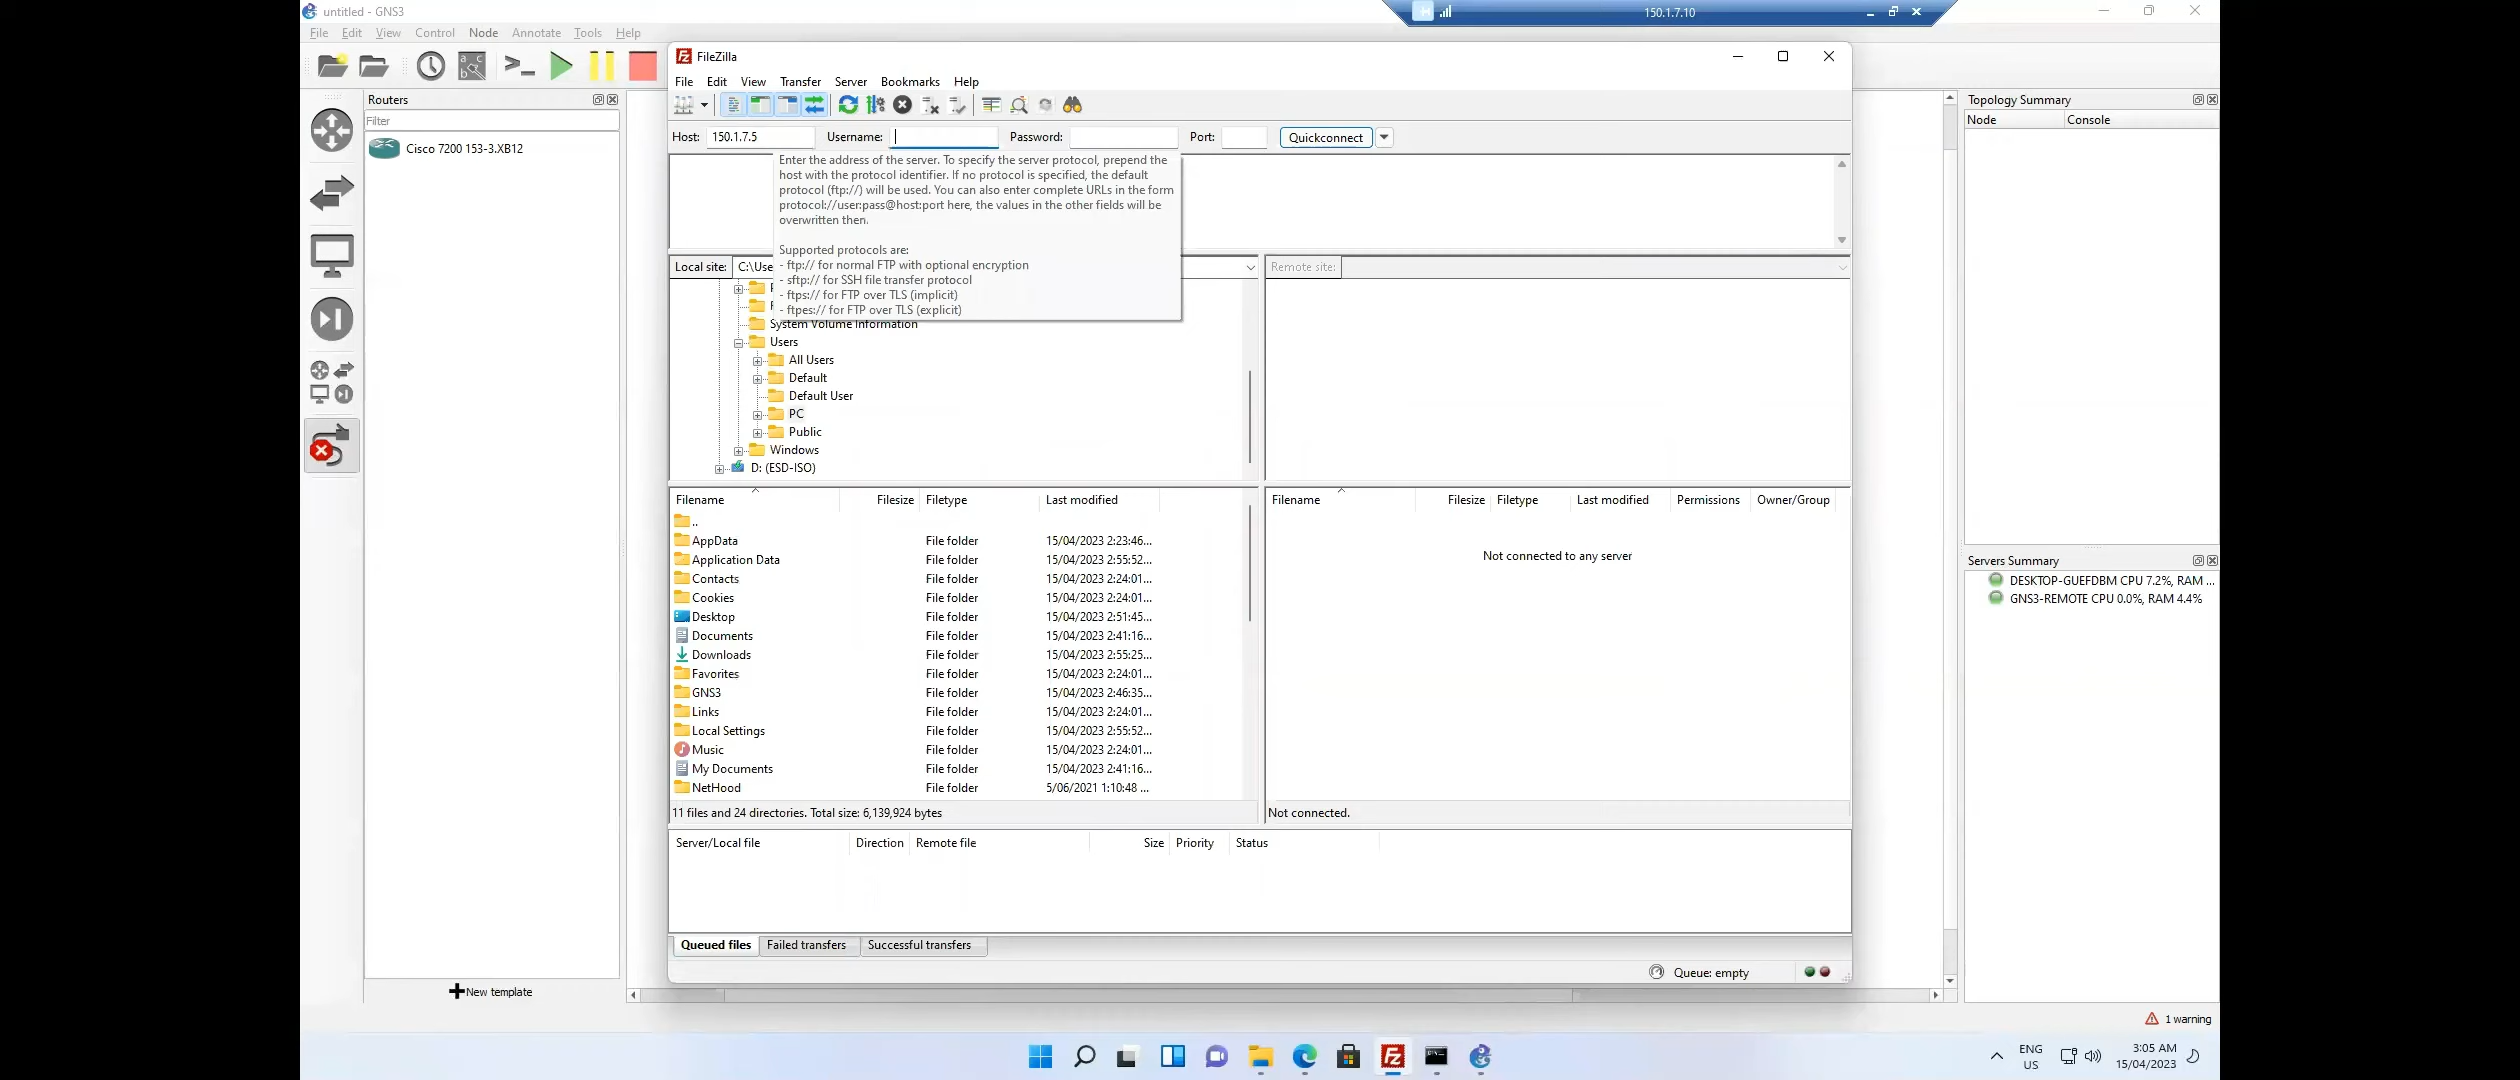 untitled - GNS3
150.1.7.10
File Edit View Control Node Annotate Tools Help
FileZilla
File Edit View Transfer Server Bookmarks Help
Host: 150.1.7.5 Username: Password: Port: Quickconnect
Enter the address of the server. To specify the server protocol, prepend the
host with the protocol identifier. If no protocol is specified, the default
protocol (ftp://) will be used. You can also enter complete URLs in the form
protocol://user:pass@host:port here, the values in the other fields will be
overwritten then.
Supported protocols are:
- ftp:// for normal FTP with optional encryption
- sftp:// for SSH file transfer protocol
- ftps:// for FTP over TLS (implicit)
- ftpes:// for FTP over TLS (explicit)
Routers
Filter
Cisco 7200 153-3.XB12
New template
Local site: C:\Use
System Volume Information
Users
All Users
Default
Default User
PC
Public
Windows
D: (ESD-ISO)
Remote site:
Filename Filesize Filetype Last modified
..
AppData File folder 15/04/2023 2:23:46...
Application Data File folder 15/04/2023 2:55:52...
Contacts File folder 15/04/2023 2:24:01...
Cookies File folder 15/04/2023 2:24:01...
Desktop File folder 15/04/2023 2:51:45...
Documents File folder 15/04/2023 2:41:16...
Downloads File folder 15/04/2023 2:55:25...
Favorites File folder 15/04/2023 2:24:01...
GNS3 File folder 15/04/2023 2:46:35...
Links File folder 15/04/2023 2:24:01...
Local Settings File folder 15/04/2023 2:55:52...
Music File folder 15/04/2023 2:24:01...
My Documents File folder 15/04/2023 2:41:16...
NetHood File folder 5/06/2021 1:10:48 ...
11 files and 24 directories. Total size: 6,139,924 bytes
Filename Filesize Filetype Last modified Permissions Owner/Group
Not connected to any server
Not connected.
Server/Local file Direction Remote file Size Priority Status
Queued files Failed transfers Successful transfers
Queue: empty
Topology Summary
Node Console
Servers Summary
DESKTOP-GUEFDBM CPU 7.2%, RAM ...
GNS3-REMOTE CPU 0.0%, RAM 4.4%
1 warning
ENG
US
3:05 AM
15/04/2023